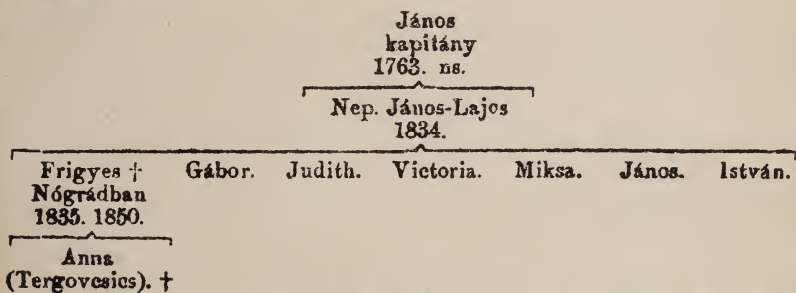 János
kapitány
1763. ns.
Nep. János-Lajos
1834.
Frigyes † Gábor. Judith. Victoria. Miksa. János. István.
Nógrádban
1835. 1850.
Anna
(Tergovcsics). †